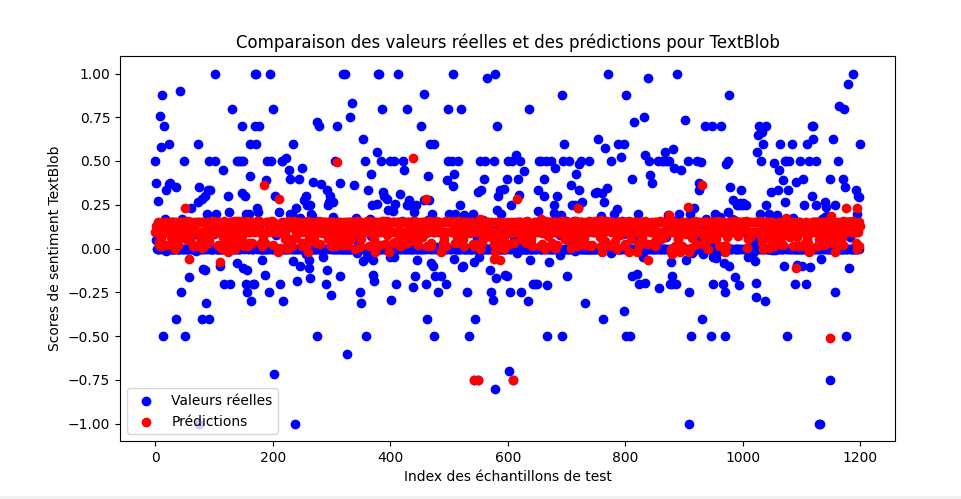 Comparaison des valeurs réelles et des prédictions pour TextBlob
1.00
0.75
0.50
0.25
0.00
−0.25
−0.50
−0.75
−1.00
Scores de sentiment TextBlob
Valeurs réelles
Prédictions
0 200 400 600 800 1000 1200
Index des échantillons de test